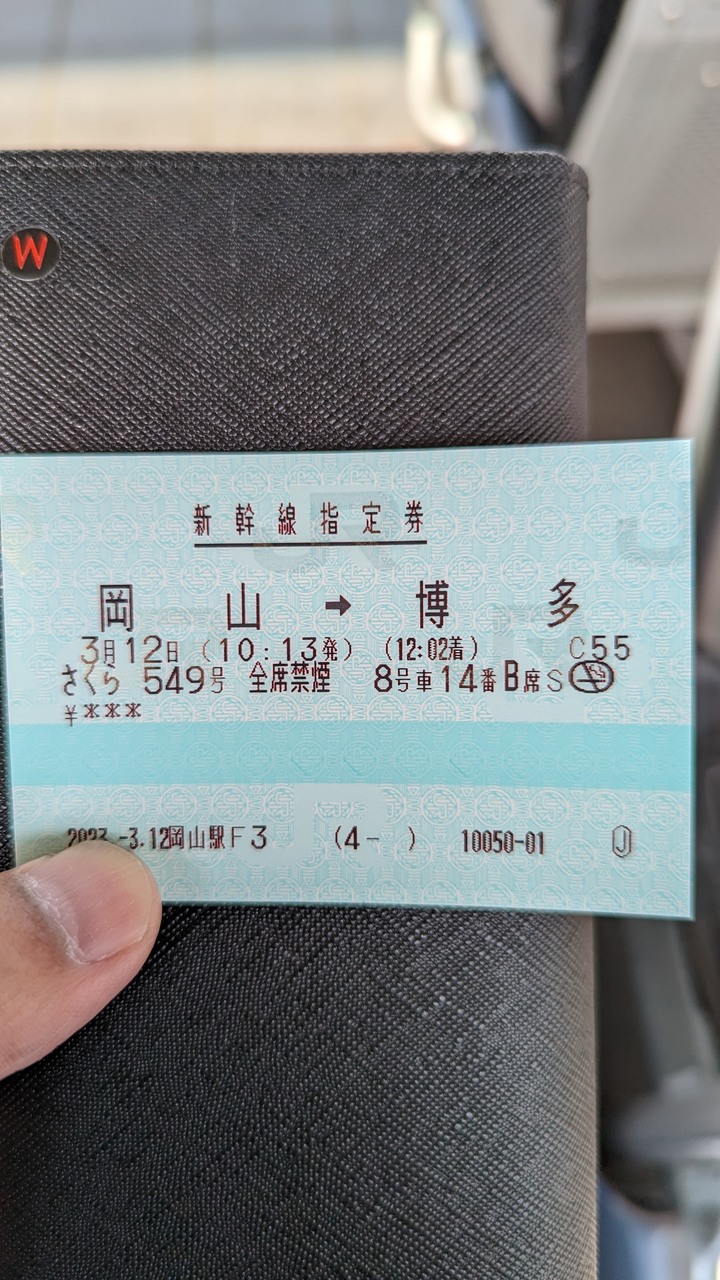 W
新幹線指定券
岡 山 ➡ 博 多
3月12日 (10:13発) (12:02着) C55
さくら 549号 全席禁煙 8号車14番B席S
¥***
2023.-3.12岡山駅F3 (4- ) 10050-01 Ⓙ